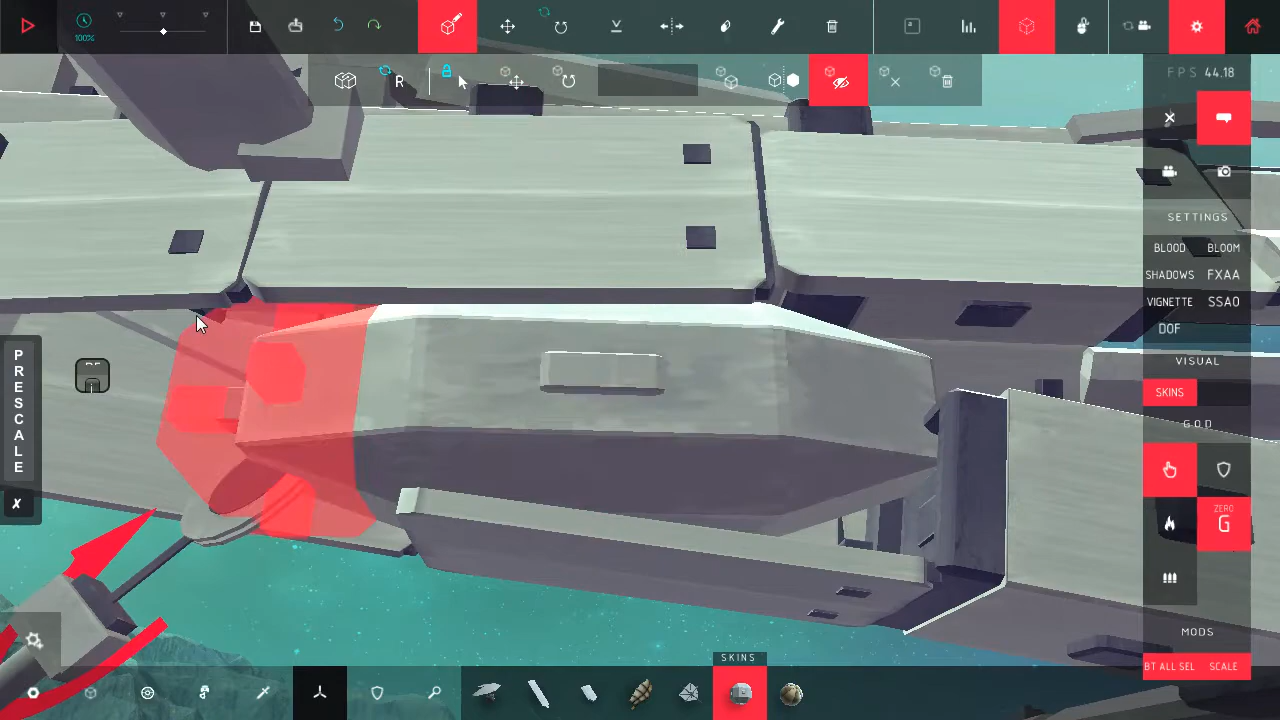 100%
R
FPS 44.18
SETTINGS
BLOOD BLOOM
SHADOWS FXAA
VIGNETTE SSAO
DOF
VISUAL
SKINS
GOD
ZERO
G
MODS
BT ALL SEL SCALE
PRESCALE
✗
SKINS